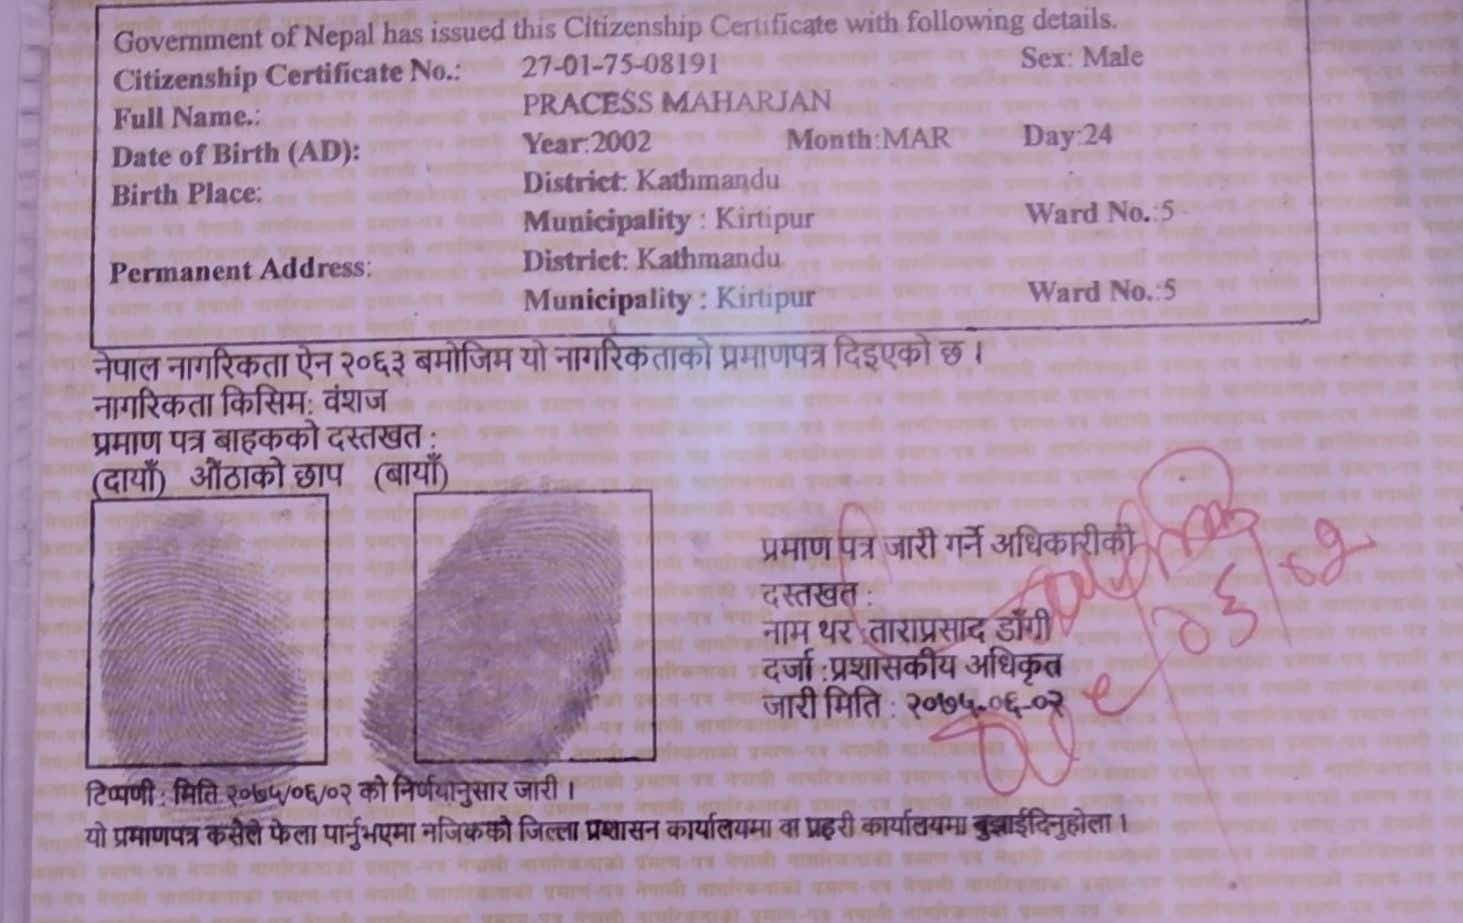 Government of Nepal has issued this Citizenship Certificate with following details.
Citizenship Certificate No.: 27-01-75-08191 Sex: Male
Full Name.: PRACESS MAHARJAN
Date of Birth (AD): Year:2002 Month:MAR Day:24
Birth Place: District: Kathmandu
Municipality : Kirtipur Ward No.:5
Permanent Address: District: Kathmandu
Municipality : Kirtipur Ward No.:5
नेपाल नागरिकता ऐन २०६३ बमोजिम यो नागरिकताको प्रमाणपत्र दिइएको छ ।
नागरिकता किसिम: वंशज
प्रमाण पत्र बाहकको दस्तखत :
(दायाँ) औंठाको छाप (बायाँ)
प्रमाण पत्र जारी गर्ने अधिकारीको
दस्तखत :
नाम थर :ताराप्रसाद डाँगी
दर्जा :प्रशासकीय अधिकृत
जारी मिति : २०७५-०६-०२
टिप्पणी : मिति २०७५/०६/०२ को निर्णयानुसार जारी ।
यो प्रमाणपत्र कसैले फेला पार्नुभएमा नजिकको जिल्ला प्रशासन कार्यालयमा वा प्रहरी कार्यालयमा बुझाईदिनुहोला ।